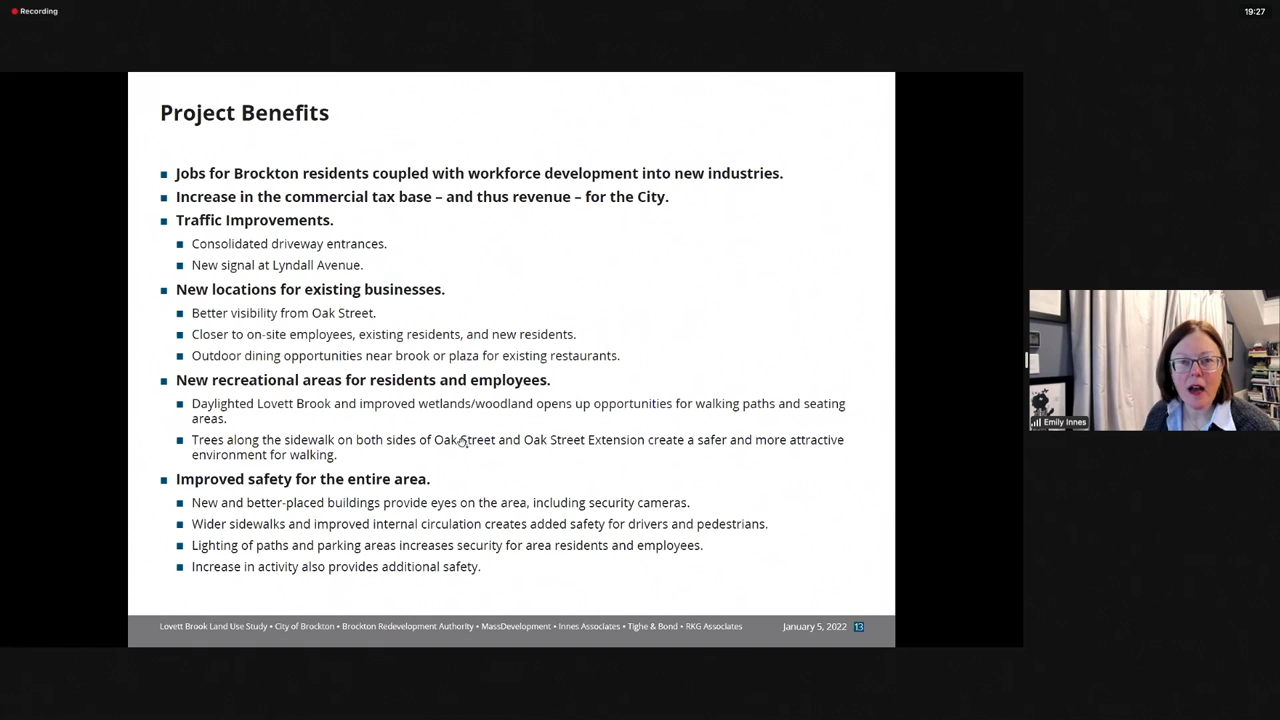 Recording
19:27
Project Benefits
Jobs for Brockton residents coupled with workforce development into new industries.
Increase in the commercial tax base – and thus revenue – for the City.
Traffic Improvements.
Consolidated driveway entrances.
New signal at Lyndall Avenue.
New locations for existing businesses.
Better visibility from Oak Street.
Closer to on-site employees, existing residents, and new residents.
Outdoor dining opportunities near brook or plaza for existing restaurants.
New recreational areas for residents and employees.
Daylighted Lovett Brook and improved wetlands/woodland opens up opportunities for walking paths and seating
areas.
Trees along the sidewalk on both sides of Oak Street and Oak Street Extension create a safer and more attractive
environment for walking.
Improved safety for the entire area.
New and better-placed buildings provide eyes on the area, including security cameras.
Wider sidewalks and improved internal circulation creates added safety for drivers and pedestrians.
Lighting of paths and parking areas increases security for area residents and employees.
Increase in activity also provides additional safety.
Lovett Brook Land Use Study • City of Brockton • Brockton Redevelopment Authority • MassDevelopment • Innes Associates • Tighe & Bond • RKG Associates
January 5, 2022 13
Emily Innes